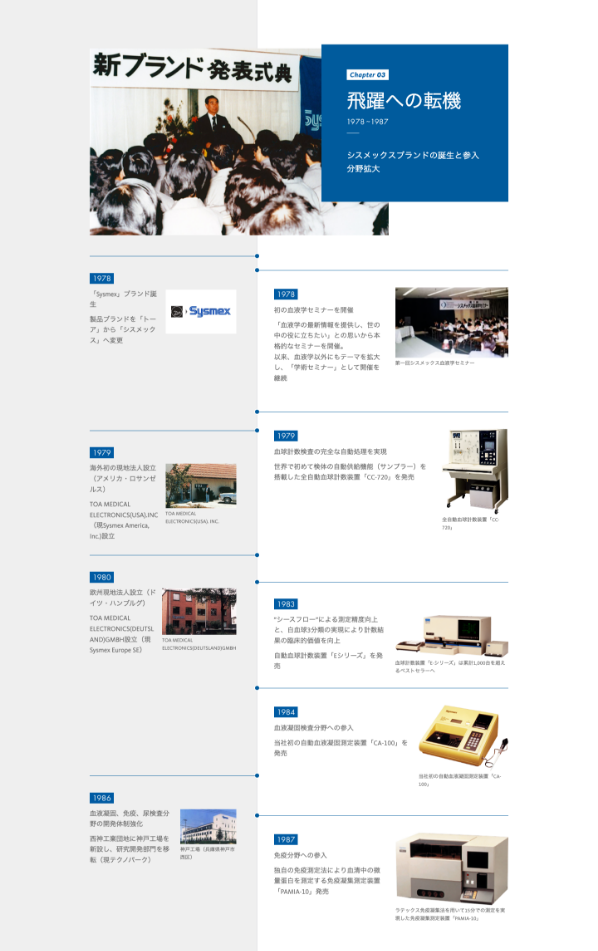 新ブランド発表式典
Chapter 03
飛躍への転機
1978~1987
シスメックスブランドの誕生と参入
分野拡大
1978
「Sysmex」ブランド誕
生
製品ブランドを「トー
ア」から「シスメック
ス」へ変更
Sysmex
1978
初の血液学セミナーを開催
「血液学の最新情報を提供し、世の
中の役に立ちたい」との思いから本
格的なセミナーを開催。
以来、血液学以外にもテーマを拡大
し、「学術セミナー」として開催を
継続
第一回シスメックス血液学セミナー
1979
海外初の現地法人設立
（アメリカ・ロサンゼ
ルス）
TOA MEDICAL
ELECTRONICS(USA),INC
（現Sysmex America,
Inc.)設立
TOA MEDICAL
ELECTRONICS(USA), INC.
1979
血球計数検査の完全な自動処理を実現
世界で初めて検体の自動供給機能（サンプラー）を
搭載した全自動血球計数装置「CC-720」を発売
全自動血球計数装置「CC-
720」
1980
欧州現地法人設立（ド
イツ・ハンブルグ）
TOA MEDICAL
ELECTRONICS(DEUTSL
AND)GMBH設立（現
Sysmex Europe SE）
TOA MEDICAL
ELECTRONICS(DEUTSLAND)GMBH
1983
“シースフロー”による測定精度向上
と、白血球3分類の実現により計数結
果の臨床的価値を向上
自動血球計数装置「Eシリーズ」を発
売
血球計数装置「Eシリーズ」は累計1,000台を超え
るベストセラーへ
1984
血液凝固検査分野への参入
当社初の自動血液凝固測定装置「CA-100」を
発売
当社初の自動血液凝固測定装置「CA-
100」
1986
血液凝固、免疫、尿検査分
野の開発体制強化
西神工業団地に神戸工場を
新設し、研究開発部門を移
転（現テクノパーク）
神戸工場（兵庫県神戸市
西区）
1987
免疫分野への参入
独自の免疫測定法により血清中の微
量蛋白を測定する免疫凝集測定装置
「PAMIA-10」発売
ラテックス免疫凝集法を用いて15分での測定を実
現した免疫凝集測定装置「PAMIA-10」